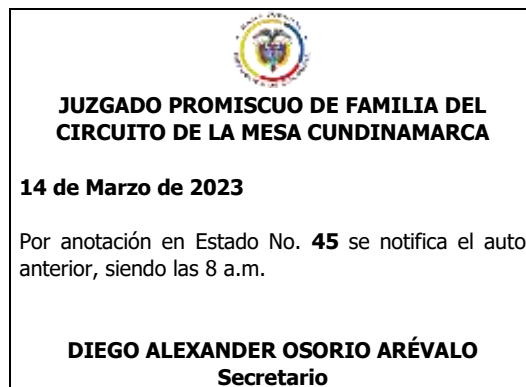 JUZGADO PROMISCUO DE FAMILIA DEL
CIRCUITO DE LA MESA CUNDINAMARCA
14 de Marzo de 2023
Por anotación en Estado No. 45 se notifica el auto
anterior, siendo las 8 a.m.
DIEGO ALEXANDER OSORIO ARÉVALO
Secretario